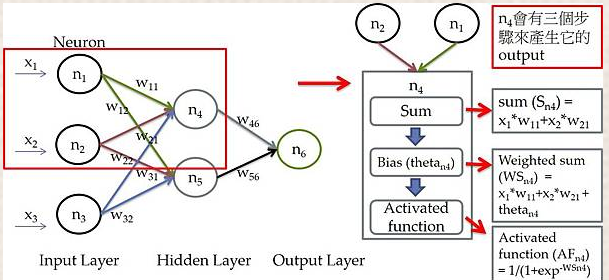 Neuron
x1
n1
w11
w12
n4
w46
x2
n2
w21
w22
n6
w31
n5
w56
x3
n3
w32
Input Layer
Hidden Layer
Output Layer
n2
n1
n4
Sum
Bias (thetan4)
Activated
function
n4會有三個步
驟來產生它的
output
sum (Sn4) =
x1*w11+x2*w21
Weighted sum
(WSn4) =
x1*w11+x2*w21 +
thetan4
Activated
function (AFn4)
= 1/(1+exp-WSn4)